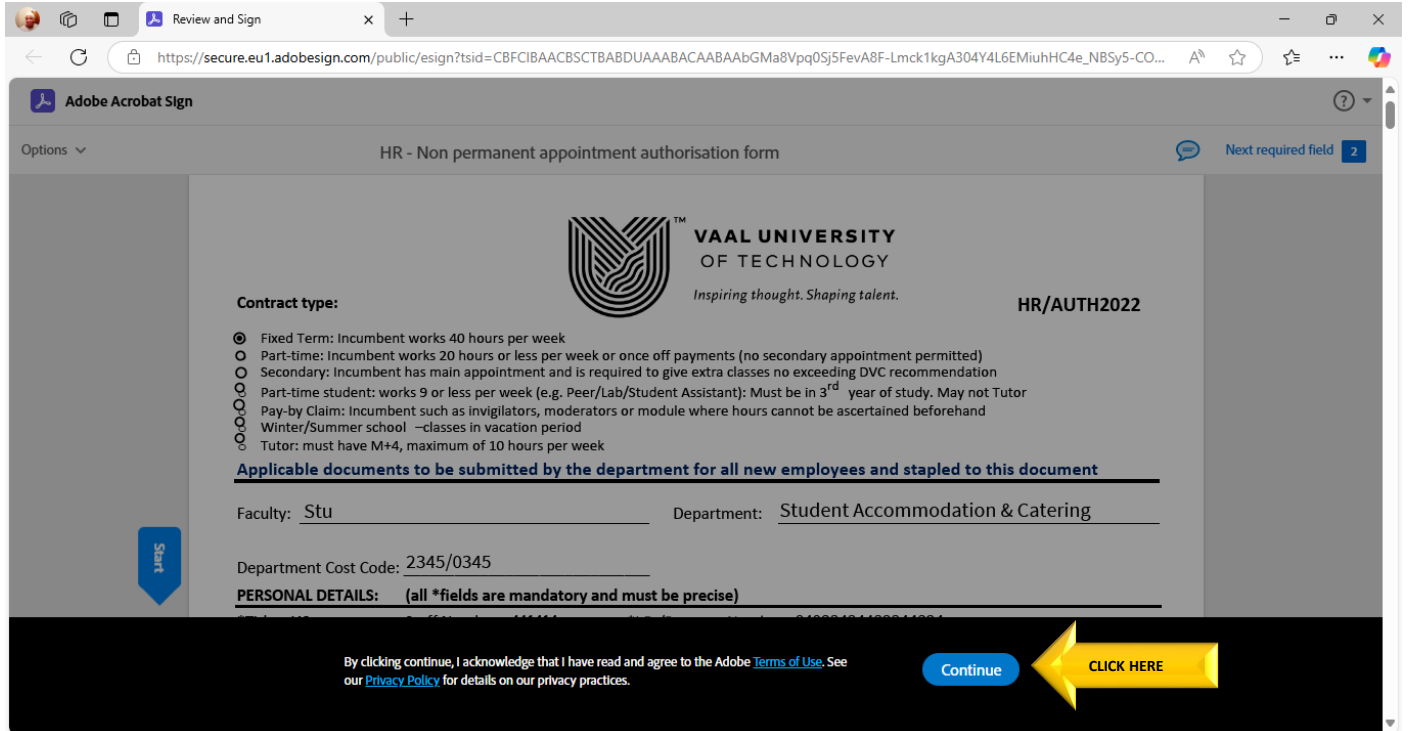 Review and Sign
https://secure.eu1.adobesign.com/public/esign?tsid=CBFCIBAACBSCTBABDUAAABACAABAAbGMa8Vpq0Sj5FevA8F-Lmck1kgA304Y4L6EMiuhHC4e_NBSy5-CO...
Adobe Acrobat Sign
Options
HR - Non permanent appointment authorisation form
Next required field 2
TM
VAAL UNIVERSITY
OF TECHNOLOGY
Inspiring thought. Shaping talent.
Contract type:
HR/AUTH2022
Fixed Term: Incumbent works 40 hours per week
Part-time: Incumbent works 20 hours or less per week or once off payments (no secondary appointment permitted)
Secondary: Incumbent has main appointment and is required to give extra classes no exceeding DVC recommendation
Part-time student: works 9 or less per week (e.g. Peer/Lab/Student Assistant): Must be in 3rd year of study. May not Tutor
Pay-by Claim: Incumbent such as invigilators, moderators or module where hours cannot be ascertained beforehand
Winter/Summer school –classes in vacation period
Tutor: must have M+4, maximum of 10 hours per week
Applicable documents to be submitted by the department for all new employees and stapled to this document
Faculty: Stu Department: Student Accommodation & Catering
Start
Department Cost Code: 2345/0345
PERSONAL DETAILS: (all *fields are mandatory and must be precise)
By clicking continue, I acknowledge that I have read and agree to the Adobe Terms of Use. See
our Privacy Policy for details on our privacy practices.
Continue
CLICK HERE